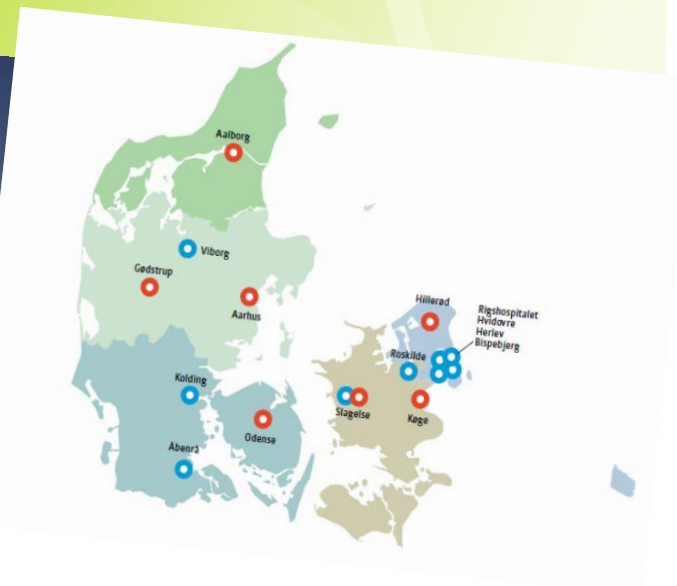 Aalborg
Viborg
Gødstrup
Aarhus
Hillerød
Rigshospitalet
Hvidovre
Herlev
Bispebjerg
Roskilde
Kolding
Slagelse
Køge
Odense
Åbenrå